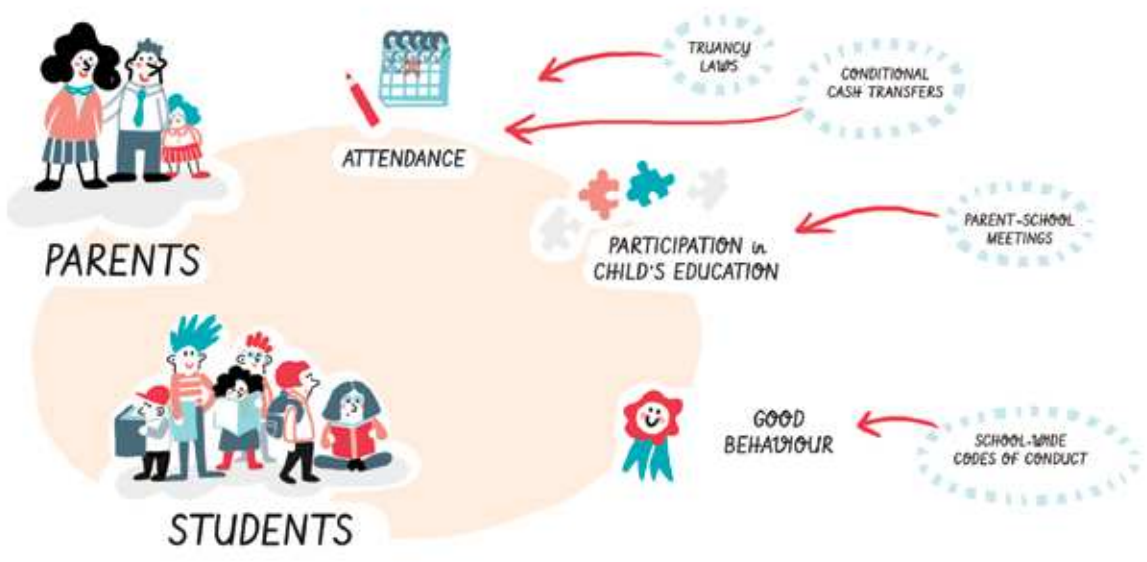 TRUANCY
LAWS
CONDITIONAL
CASH TRANSFERS
ATTENDANCE
PARENTS
PARTICIPATION in
CHILD'S EDUCATION
PARENT-SCHOOL
MEETINGS
GOOD
BEHAVIOUR
SCHOOL-WIDE
CODES OF CONDUCT
STUDENTS